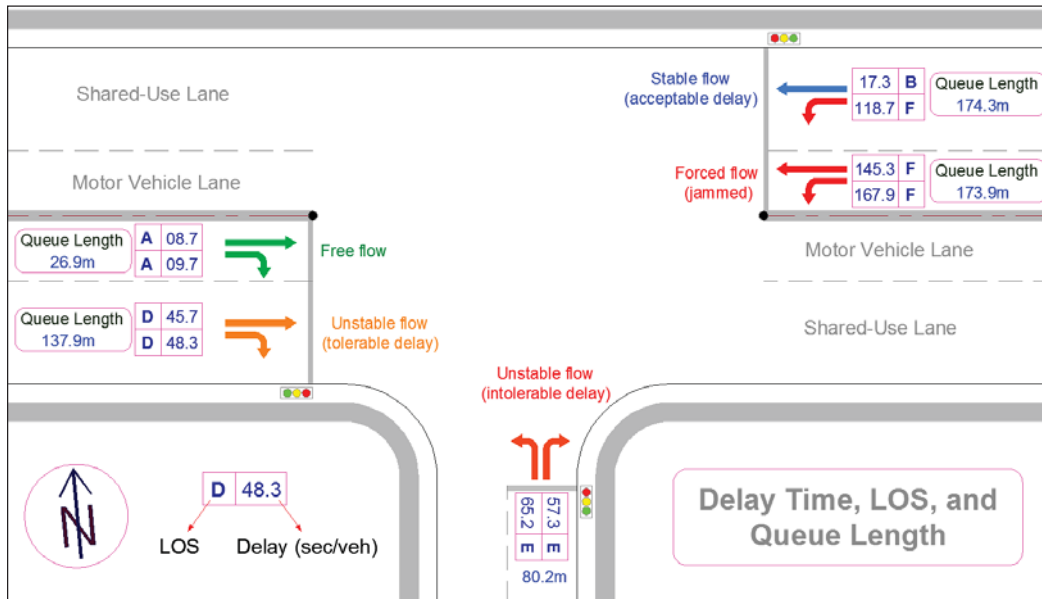 Shared-Use Lane
Motor Vehicle Lane
Stable flow
(acceptable delay)
17.3 B
118.7 F
Queue Length
174.3m
Forced flow
(jammed)
145.3 F
167.9 F
Queue Length
173.9m
Queue Length
26.9m
A 08.7
A 09.7
Free flow
Motor Vehicle Lane
Queue Length
137.9m
D 45.7
D 48.3
Unstable flow
(tolerable delay)
Shared-Use Lane
Unstable flow
(intolerable delay)
57.3 E
65.2 E
80.2m
N
D 48.3
LOS
Delay (sec/veh)
Delay Time, LOS, and
Queue Length